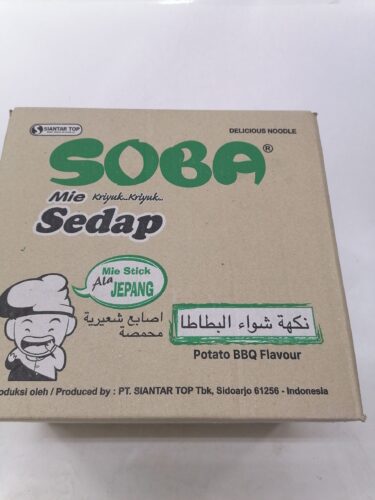 SIANTAR TOP
DELICIOUS NOODLE
SOBA®
Mie Kriyuk..Kriyuk..
Sedap
Mie Stick
Ala
JEPANG
اصابع شعيرية
محمصة
نكهة شواء البطاطا
Potato BBQ Flavour
oduksi oleh / Produced by : PT. SIANTAR TOP Tbk, Sidoarjo 61256 - Indonesia